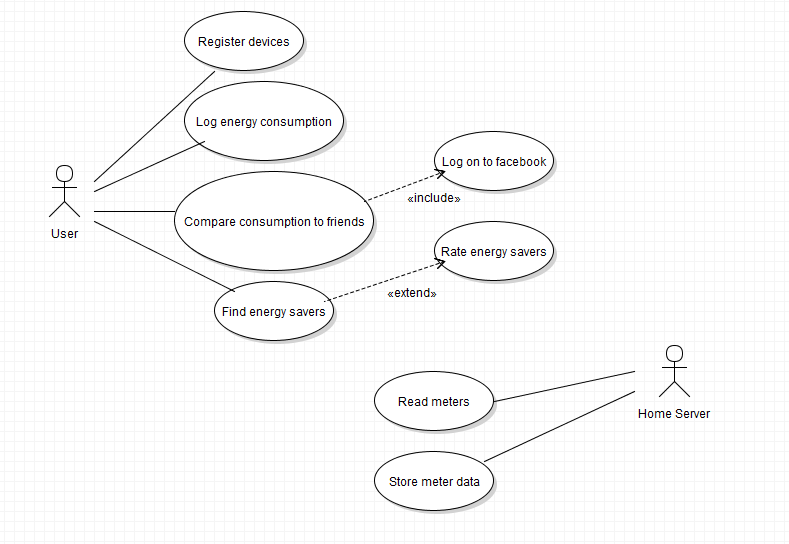 Register devices
Log energy consumption
Log on to facebook
«include»
Compare consumption to friends
User
Rate energy savers
«extend»
Find energy savers
Read meters
Home Server
Store meter data